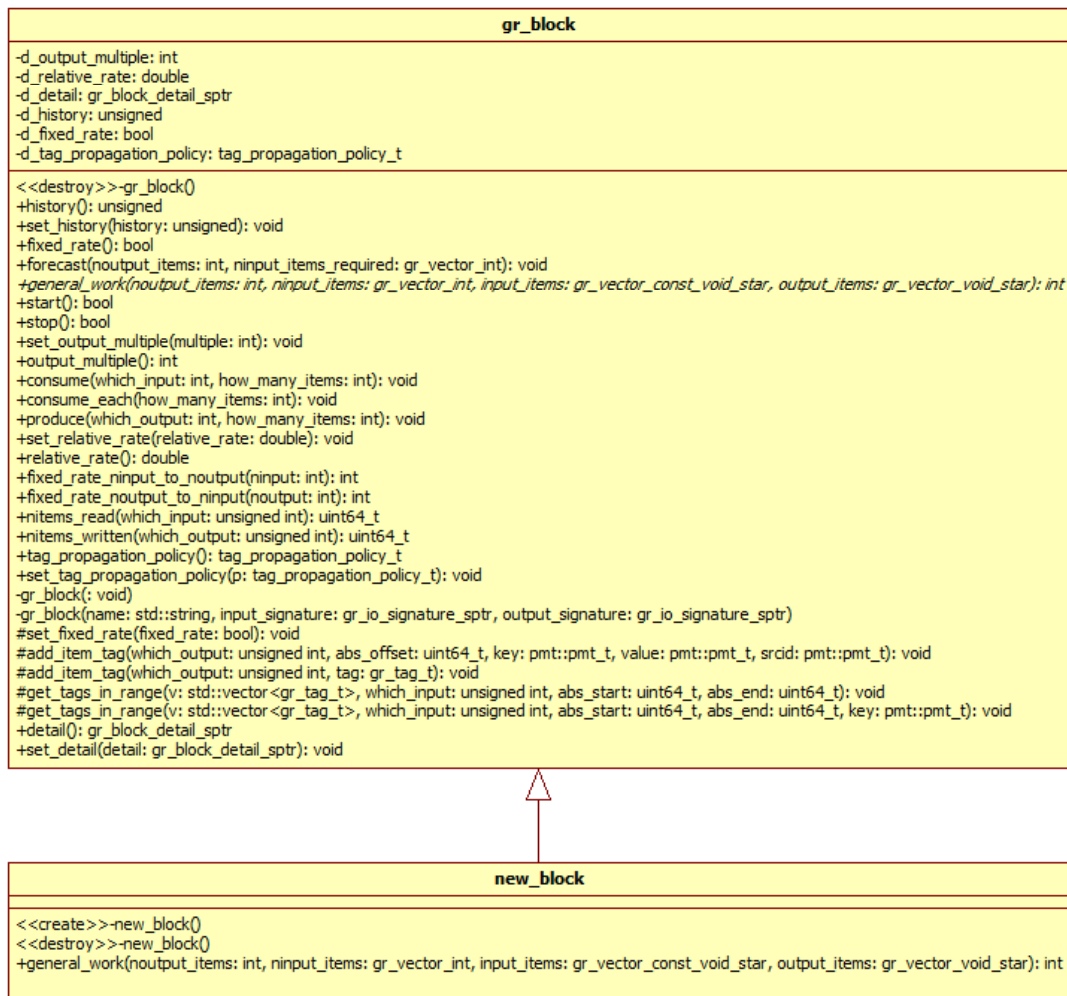 gr_block
-d_output_multiple: int
-d_relative_rate: double
-d_detail: gr_block_detail_sptr
-d_history: unsigned
-d_fixed_rate: bool
-d_tag_propagation_policy: tag_propagation_policy_t
<<destroy>>-gr_block()
+history(): unsigned
+set_history(history: unsigned): void
+fixed_rate(): bool
+forecast(noutput_items: int, ninput_items_required: gr_vector_int): void
+general_work(noutput_items: int, ninput_items: gr_vector_int, input_items: gr_vector_const_void_star, output_items: gr_vector_void_star): int
+start(): bool
+stop(): bool
+set_output_multiple(multiple: int): void
+output_multiple(): int
+consume(which_input: int, how_many_items: int): void
+consume_each(how_many_items: int): void
+produce(which_output: int, how_many_items: int): void
+set_relative_rate(relative_rate: double): void
+relative_rate(): double
+fixed_rate_ninput_to_noutput(ninput: int): int
+fixed_rate_noutput_to_ninput(noutput: int): int
+nitems_read(which_input: unsigned int): uint64_t
+nitems_written(which_output: unsigned int): uint64_t
+tag_propagation_policy(): tag_propagation_policy_t
+set_tag_propagation_policy(p: tag_propagation_policy_t): void
-gr_block(: void)
-gr_block(name: std::string, input_signature: gr_io_signature_sptr, output_signature: gr_io_signature_sptr)
#set_fixed_rate(fixed_rate: bool): void
#add_item_tag(which_output: unsigned int, abs_offset: uint64_t, key: pmt::pmt_t, value: pmt::pmt_t, srcid: pmt::pmt_t): void
#add_item_tag(which_output: unsigned int, tag: gr_tag_t): void
#get_tags_in_range(v: std::vector<gr_tag_t>, which_input: unsigned int, abs_start: uint64_t, abs_end: uint64_t): void
#get_tags_in_range(v: std::vector<gr_tag_t>, which_input: unsigned int, abs_start: uint64_t, abs_end: uint64_t, key: pmt::pmt_t): void
+detail(): gr_block_detail_sptr
+set_detail(detail: gr_block_detail_sptr): void
new_block
<<create>>-new_block()
<<destroy>>-new_block()
+general_work(noutput_items: int, ninput_items: gr_vector_int, input_items: gr_vector_const_void_star, output_items: gr_vector_void_star): int